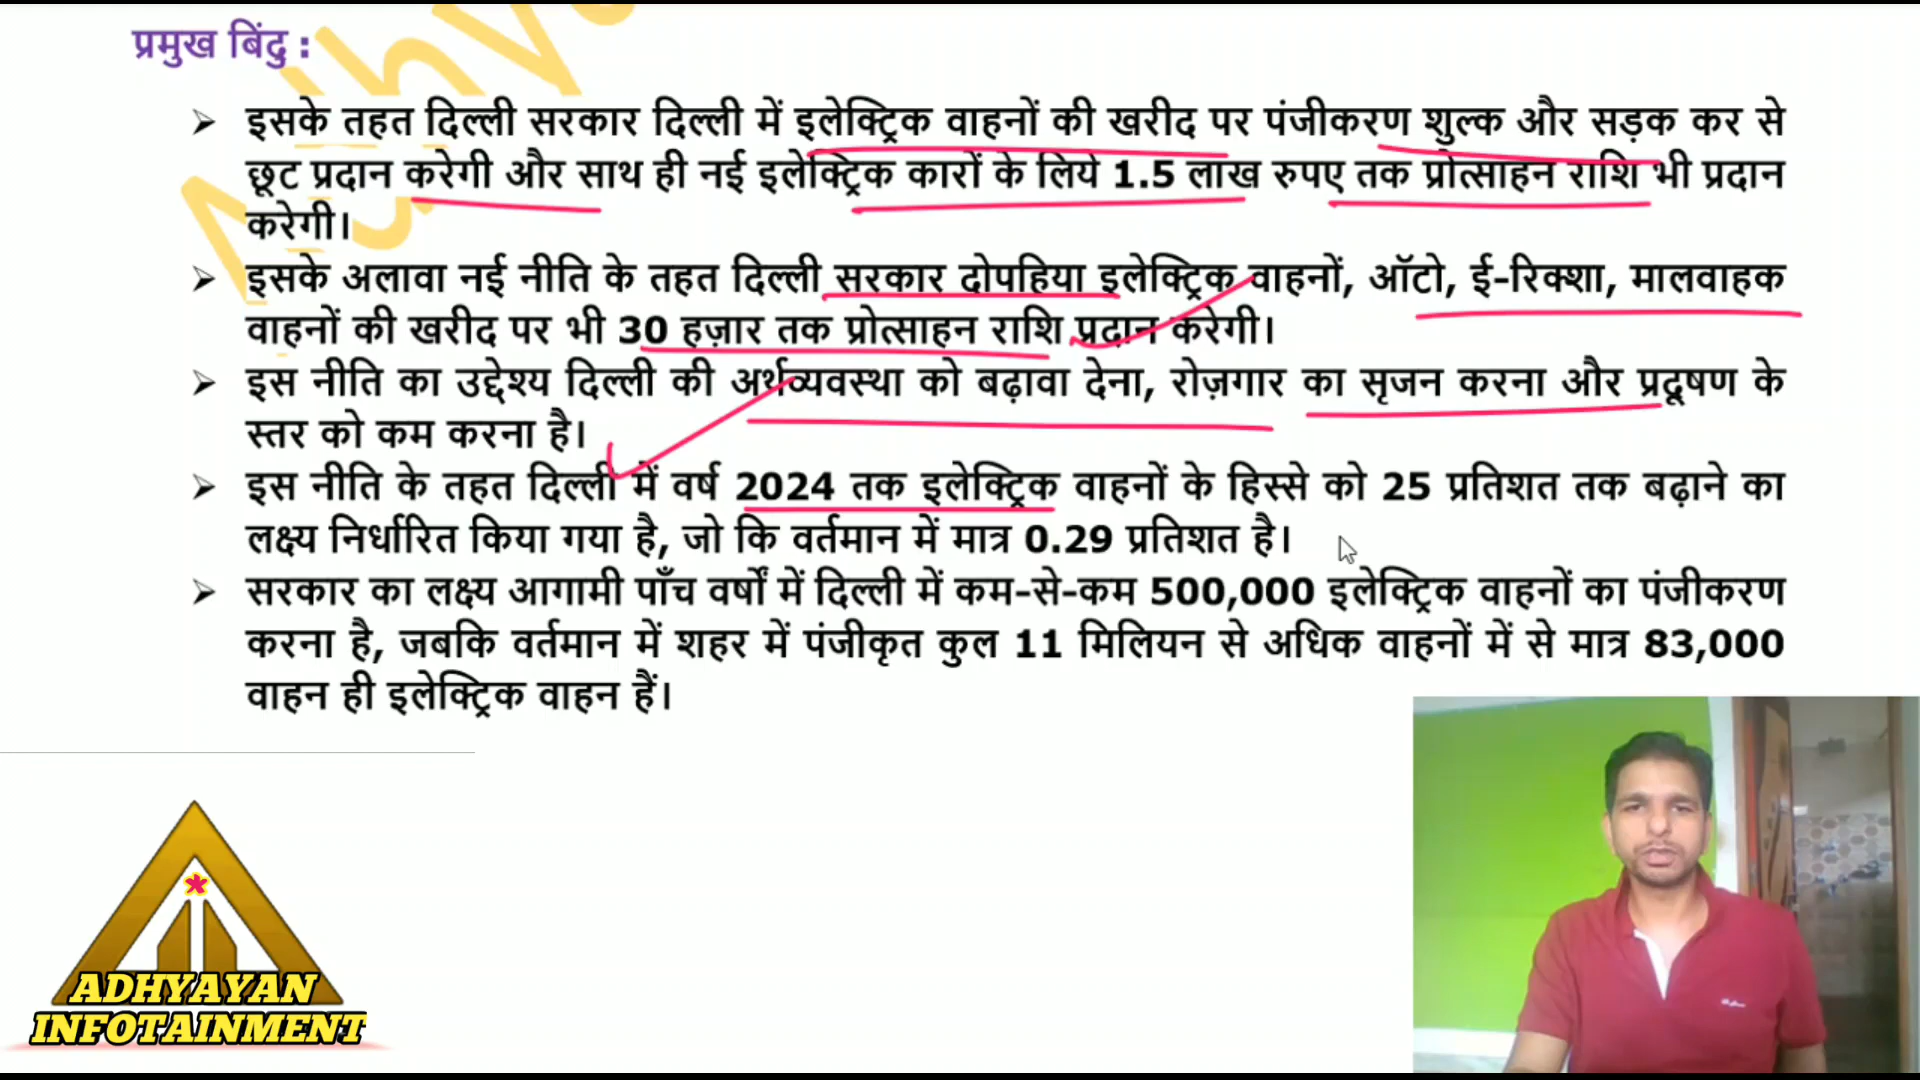 प्रमुख बिंदु :
➢ इसके तहत दिल्ली सरकार दिल्ली में इलेक्ट्रिक वाहनों की खरीद पर पंजीकरण शुल्क और सड़क कर से
छूट प्रदान करेगी और साथ ही नई इलेक्ट्रिक कारों के लिये 1.5 लाख रुपए तक प्रोत्साहन राशि भी प्रदान
करेगी।
➢ इसके अलावा नई नीति के तहत दिल्ली सरकार दोपहिया इलेक्ट्रिक वाहनों, ऑटो, ई-रिक्शा, मालवाहक
वाहनों की खरीद पर भी 30 हज़ार तक प्रोत्साहन राशि प्रदान करेगी।
➢ इस नीति का उद्देश्य दिल्ली की अर्थव्यवस्था को बढ़ावा देना, रोज़गार का सृजन करना और प्रदूषण के
स्तर को कम करना है।
➢ इस नीति के तहत दिल्ली में वर्ष 2024 तक इलेक्ट्रिक वाहनों के हिस्से को 25 प्रतिशत तक बढ़ाने का
लक्ष्य निर्धारित किया गया है, जो कि वर्तमान में मात्र 0.29 प्रतिशत है।
➢ सरकार का लक्ष्य आगामी पाँच वर्षों में दिल्ली में कम-से-कम 500,000 इलेक्ट्रिक वाहनों का पंजीकरण
करना है, जबकि वर्तमान में शहर में पंजीकृत कुल 11 मिलियन से अधिक वाहनों में से मात्र 83,000
वाहन ही इलेक्ट्रिक वाहन हैं।
ADHYAYAN
INFOTAINMENT